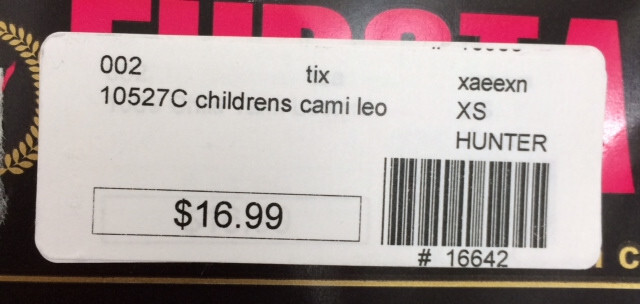 002 tix xaeexn
10527C childrens cami leo XS
HUNTER
$16.99
# 16642